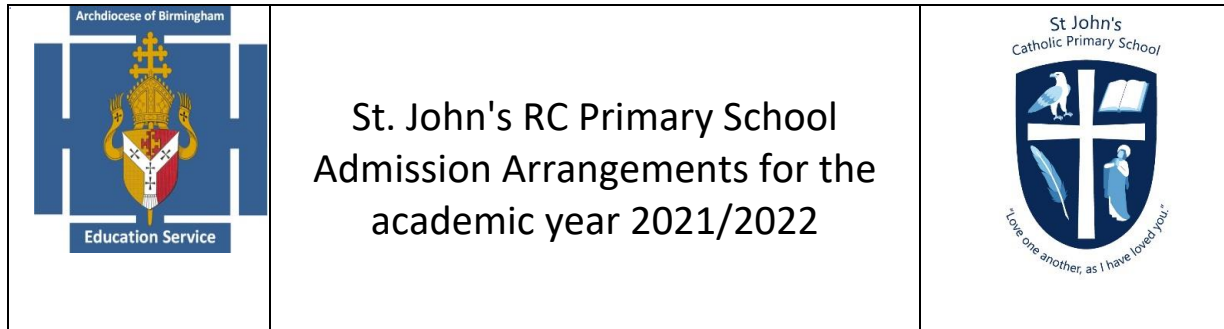 Archdiocese of Birmingham
Education Service
St. John's RC Primary School
Admission Arrangements for the
academic year 2021/2022
St John's
Catholic Primary School
"Love one another, as I have loved you."